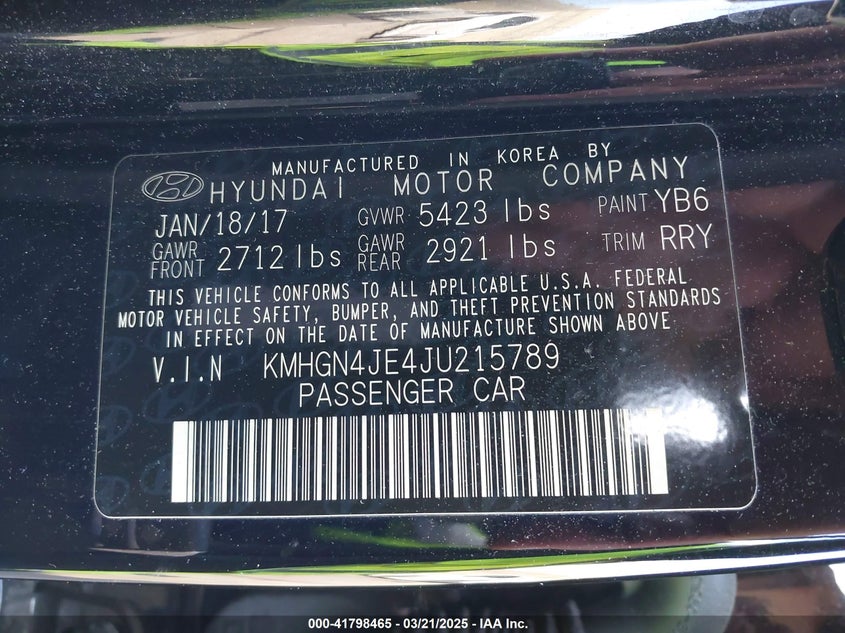 MANUFACTURED IN KOREA BY
HYUNDAI MOTOR COMPANY
JAN/18/17 GVWR 5423 lbs PAINT YB6
GAWR FRONT 2712 lbs GAWR REAR 2921 lbs TRIM RRY
THIS VEHICLE CONFORMS TO ALL APPLICABLE U.S.A. FEDERAL
MOTOR VEHICLE SAFETY, BUMPER, AND THEFT PREVENTION STANDARDS
IN EFFECT ON THE DATE OF MANUFACTURE SHOWN ABOVE
V.I.N KMHGN4JE4JU215789
PASSENGER CAR
000-41798465 - 03/21/2025 - IAA Inc.